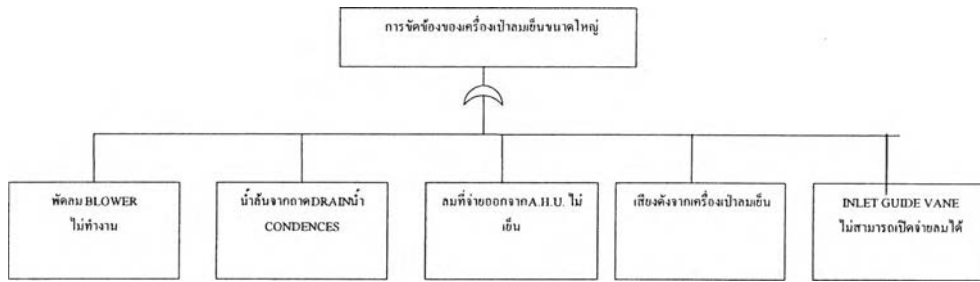 การขัดข้องของเครื่องเป่าลมเย็นขนาดใหญ่
พัดลม BLOWER
ไม่ทำงาน
น้ำล้นจากถาดDRAINน้ำ
CONDENCES
ลมที่จ่ายออกจากA.H.U. ไม่
เย็น
เสียงดังจากเครื่องเป่าลมเย็น
INLET GUIDE VANE
ไม่สามารถเปิดจ่ายลมได้